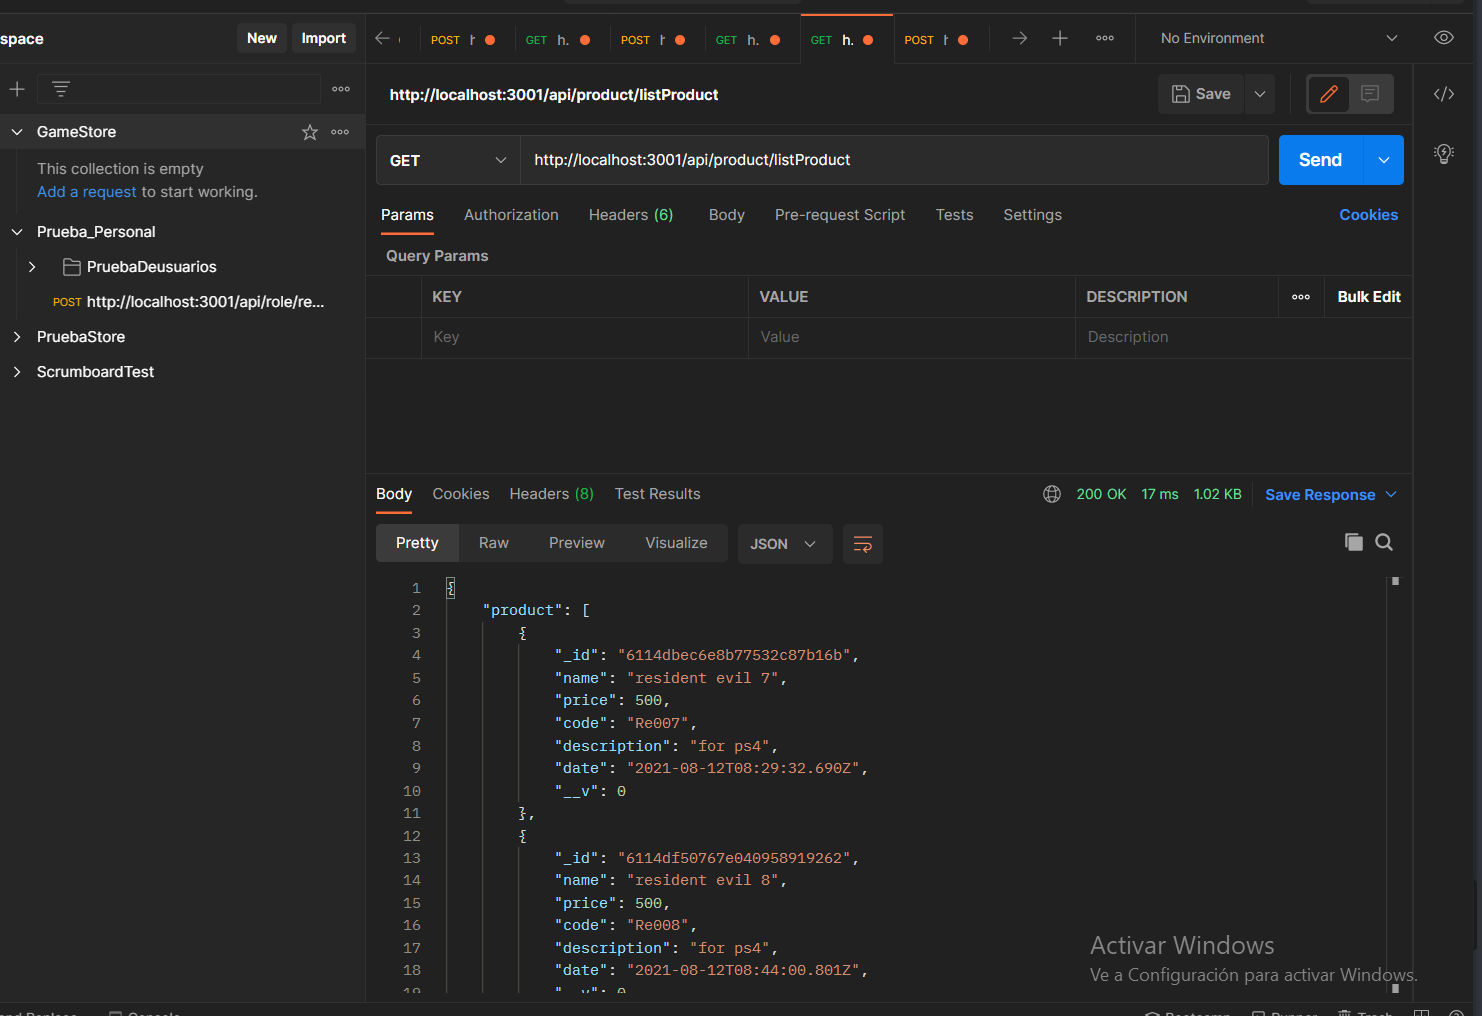 space
New
Import
POST
GET h.
POST
GET h.
GET h.
POST
No Environment
http://localhost:3001/api/product/listProduct
Save
GameStore
This collection is empty
Add a request to start working.
Prueba_Personal
PruebaDeusuarios
POST http://localhost:3001/api/role/re...
PruebaStore
ScrumboardTest
GET
http://localhost:3001/api/product/listProduct
Send
Params Authorization Headers (6) Body Pre-request Script Tests Settings Cookies
Query Params
KEY VALUE DESCRIPTION Bulk Edit
Key Value Description
Body Cookies Headers (8) Test Results 200 OK 17 ms 1.02 KB Save Response
Pretty Raw Preview Visualize JSON
1 {
2 "product": [
3 {
4 "_id": "6114dbec6e8b77532c87b16b",
5 "name": "resident evil 7",
6 "price": 500,
7 "code": "Re007",
8 "description": "for ps4",
9 "date": "2021-08-12T08:29:32.690Z",
10 "__v": 0
11 },
12 {
13 "_id": "6114df50767e040958919262",
14 "name": "resident evil 8",
15 "price": 500,
16 "code": "Re008",
17 "description": "for ps4",
18 "date": "2021-08-12T08:44:00.801Z",
19 "__v": 0
Activar Windows
Ve a Configuración para activar Windows.
Console Bootcamp Runner Trash